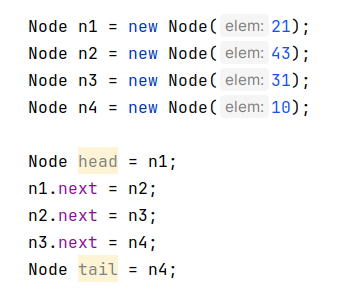 Node n1 = new Node( elem: 21);
Node n2 = new Node( elem: 43);
Node n3 = new Node( elem: 31);
Node n4 = new Node( elem: 10);
Node head = n1;
n1.next = n2;
n2.next = n3;
n3.next = n4;
Node tail = n4;